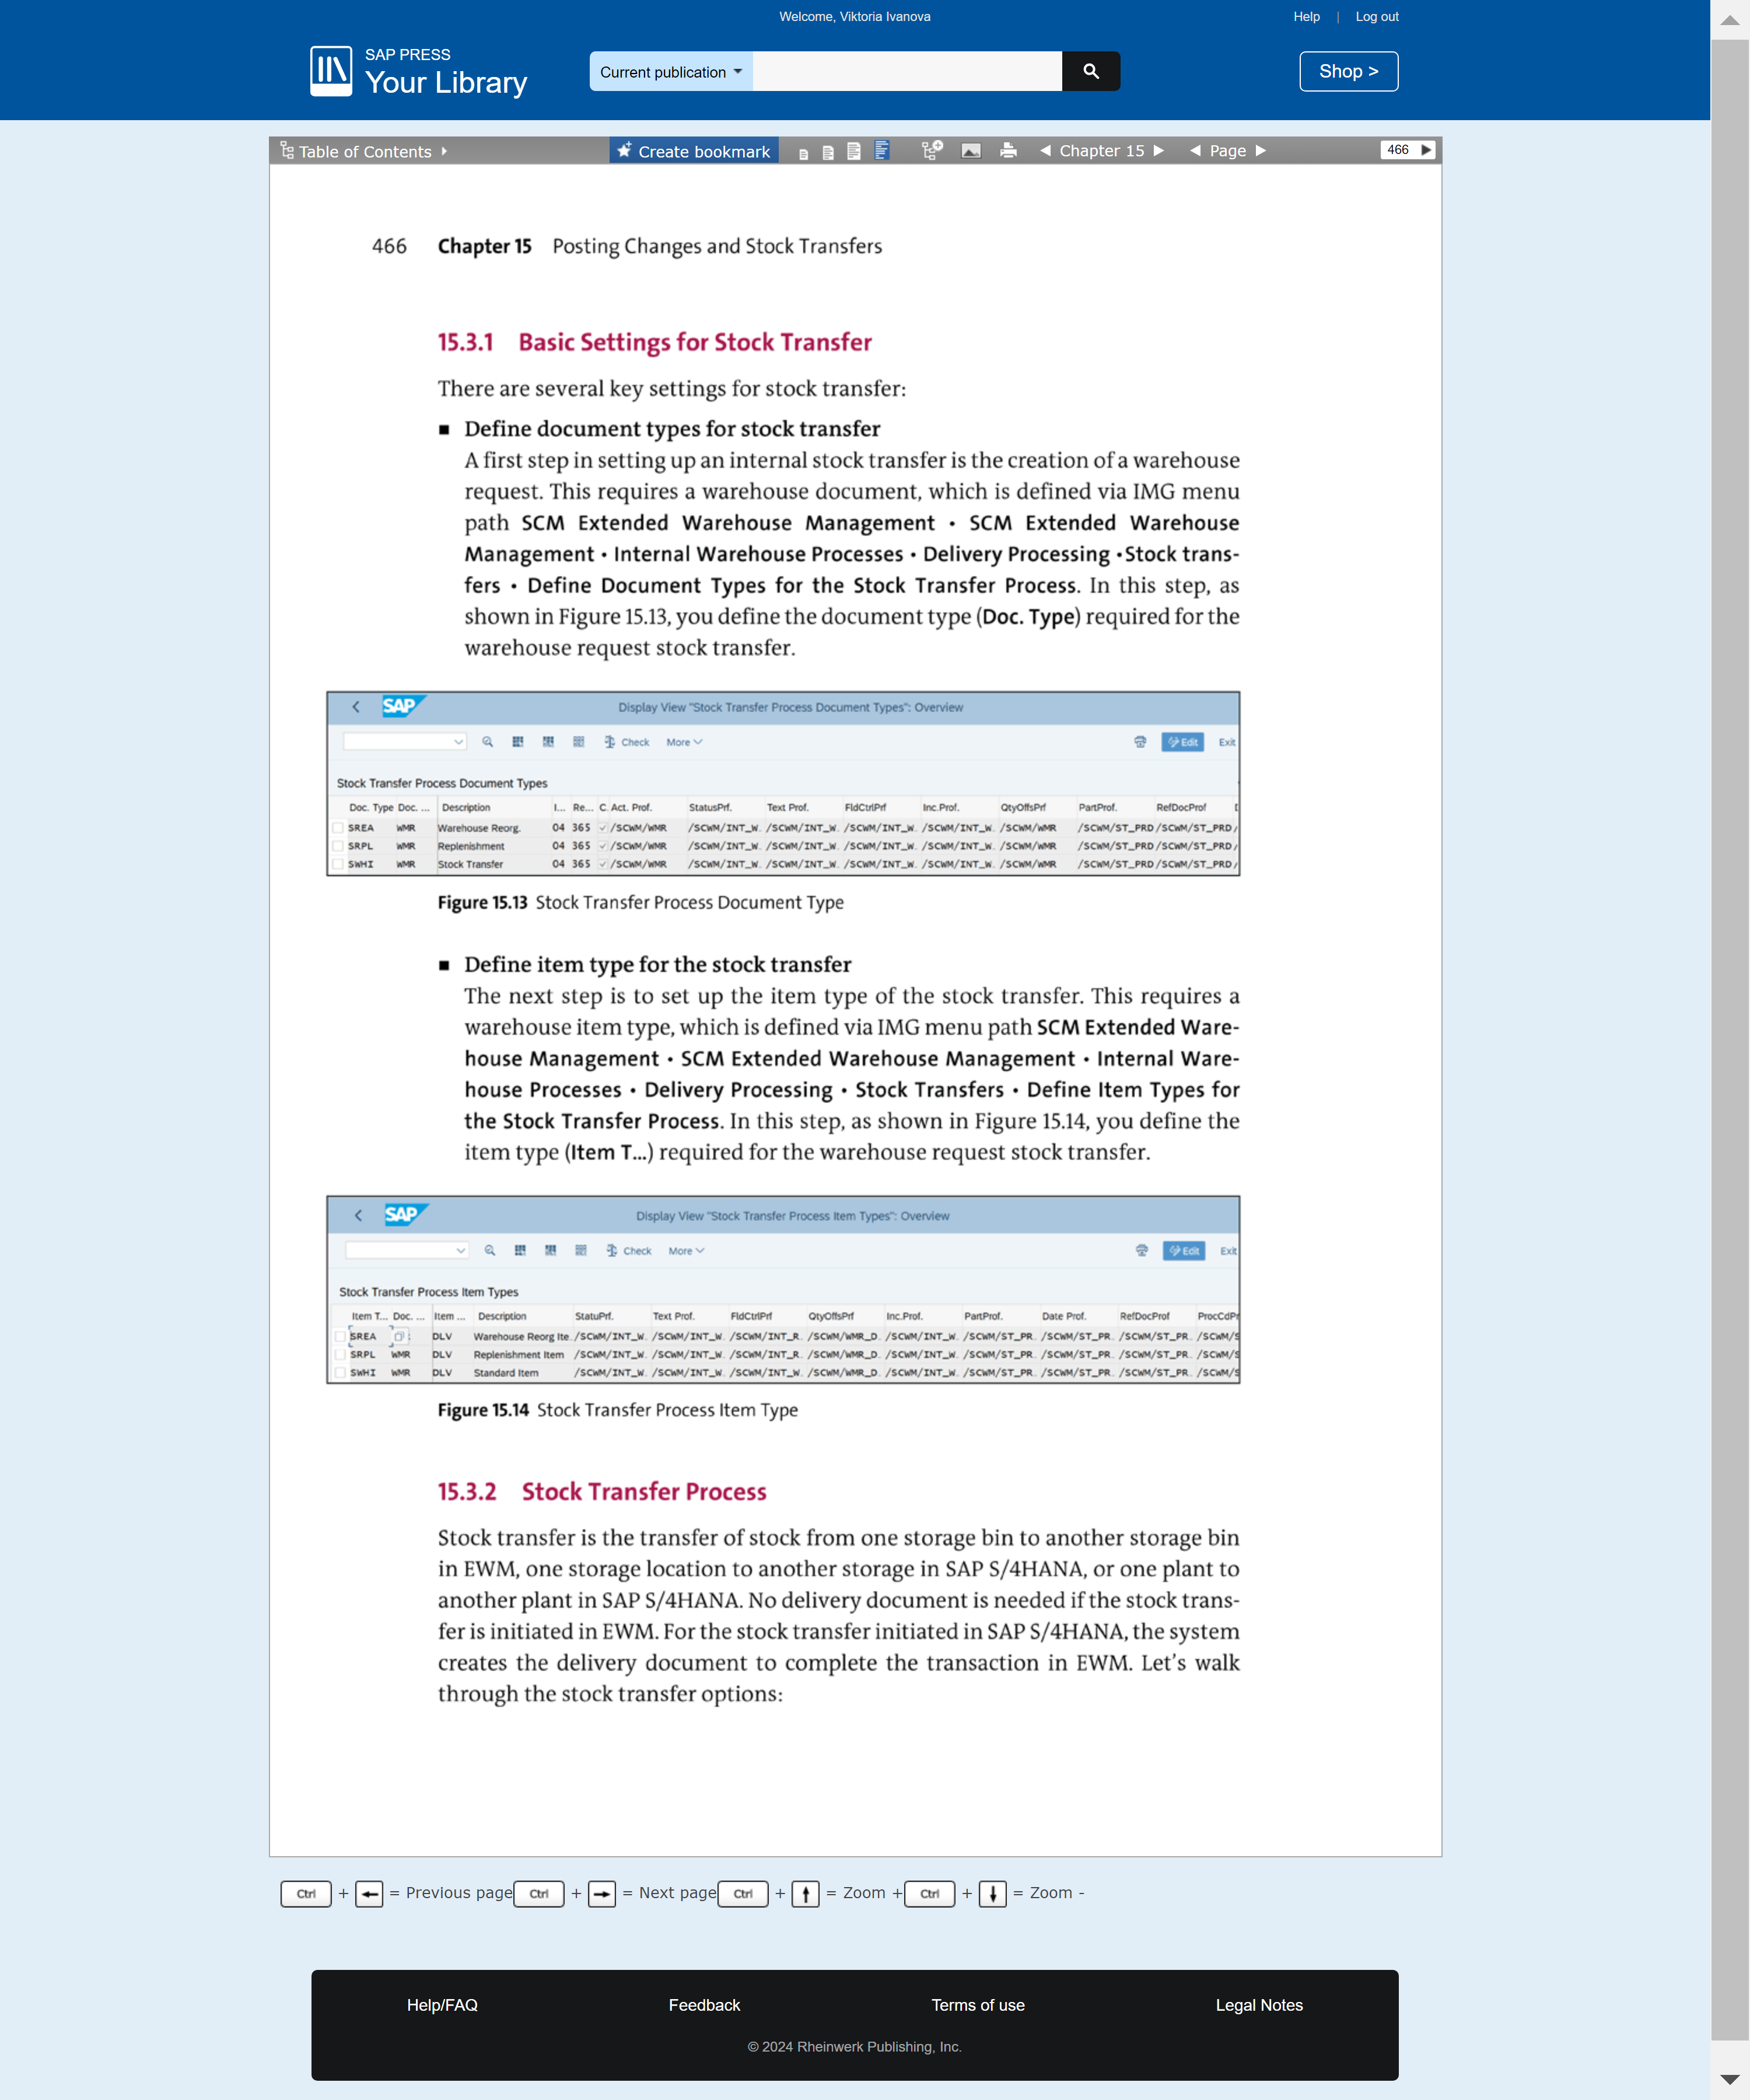 Welcome, Viktoria Ivanova
Help | Log out
SAP PRESS
Your Library
Current publication
Shop >
Table of Contents
Create bookmark
Chapter 15
Page
466
466 Chapter 15 Posting Changes and Stock Transfers
15.3.1 Basic Settings for Stock Transfer
There are several key settings for stock transfer:
■ Define document types for stock transfer
A first step in setting up an internal stock transfer is the creation of a warehouse
request. This requires a warehouse document, which is defined via IMG menu
path SCM Extended Warehouse Management • SCM Extended Warehouse
Management • Internal Warehouse Processes • Delivery Processing •Stock trans-
fers • Define Document Types for the Stock Transfer Process. In this step, as
shown in Figure 15.13, you define the document type (Doc. Type) required for the
warehouse request stock transfer.
SAP
Display View "Stock Transfer Process Document Types": Overview
Check More Edit Exit
Stock Transfer Process Document Types
Doc. Type Doc. ... Description I... Re... C. Act. Prof. StatusPrf. Text Prof. FldCtrlPrf Inc.Prof. QtyOffsPrf PartProf. RefDocProf
SREA WMR Warehouse Reorg. 04 365 /SCWM/WMR /SCWM/INT_W. /SCWM/INT_W. /SCWM/INT_W. /SCWM/INT_W. /SCWM/WMR /SCWM/ST_PRD /SCWM/ST_PRD /
SRPL WMR Replenishment 04 365 /SCWM/WMR /SCWM/INT_W. /SCWM/INT_W. /SCWM/INT_W. /SCWM/INT_W. /SCWM/WMR /SCWM/ST_PRD /SCWM/ST_PRD /
SWHI WMR Stock Transfer 04 365 /SCWM/WMR /SCWM/INT_W. /SCWM/INT_W. /SCWM/INT_W. /SCWM/INT_W. /SCWM/WMR /SCWM/ST_PRD /SCWM/ST_PRD /
Figure 15.13 Stock Transfer Process Document Type
■ Define item type for the stock transfer
The next step is to set up the item type of the stock transfer. This requires a
warehouse item type, which is defined via IMG menu path SCM Extended Ware-
house Management • SCM Extended Warehouse Management • Internal Ware-
house Processes • Delivery Processing • Stock Transfers • Define Item Types for
the Stock Transfer Process. In this step, as shown in Figure 15.14, you define the
item type (Item T...) required for the warehouse request stock transfer.
SAP
Display View "Stock Transfer Process Item Types": Overview
Check More Edit Exit
Stock Transfer Process Item Types
Item T... Doc. ... Item ... Description StatuPrf. Text Prof. FldCtrlPrf QtyOffsPrf Inc.Prof. PartProf. Date Prof. RefDocProf ProcCdPr
SREA DLV Warehouse Reorg Ite. /SCWM/INT_W. /SCWM/INT_W. /SCWM/INT_R. /SCWM/WMR_D. /SCWM/INT_W. /SCWM/ST_PR. /SCWM/ST_PR. /SCWM/ST_PR. /SCWM/S
SRPL WMR DLV Replenishment Item /SCWM/INT_W. /SCWM/INT_W. /SCWM/INT_R. /SCWM/WMR_D. /SCWM/INT_W. /SCWM/ST_PR. /SCWM/ST_PR. /SCWM/ST_PR. /SCWM/S
SWHI WMR DLV Standard Item /SCWM/INT_W. /SCWM/INT_W. /SCWM/INT_W. /SCWM/WMR_D. /SCWM/INT_W. /SCWM/ST_PR. /SCWM/ST_PR. /SCWM/ST_PR. /SCWM/S
Figure 15.14 Stock Transfer Process Item Type
15.3.2 Stock Transfer Process
Stock transfer is the transfer of stock from one storage bin to another storage bin
in EWM, one storage location to another storage in SAP S/4HANA, or one plant to
another plant in SAP S/4HANA. No delivery document is needed if the stock trans-
fer is initiated in EWM. For the stock transfer initiated in SAP S/4HANA, the system
creates the delivery document to complete the transaction in EWM. Let's walk
through the stock transfer options:
Ctrl + ← = Previous page Ctrl + → = Next page Ctrl + ↑ = Zoom + Ctrl + ↓ = Zoom -
Help/FAQ Feedback Terms of use Legal Notes
© 2024 Rheinwerk Publishing, Inc.